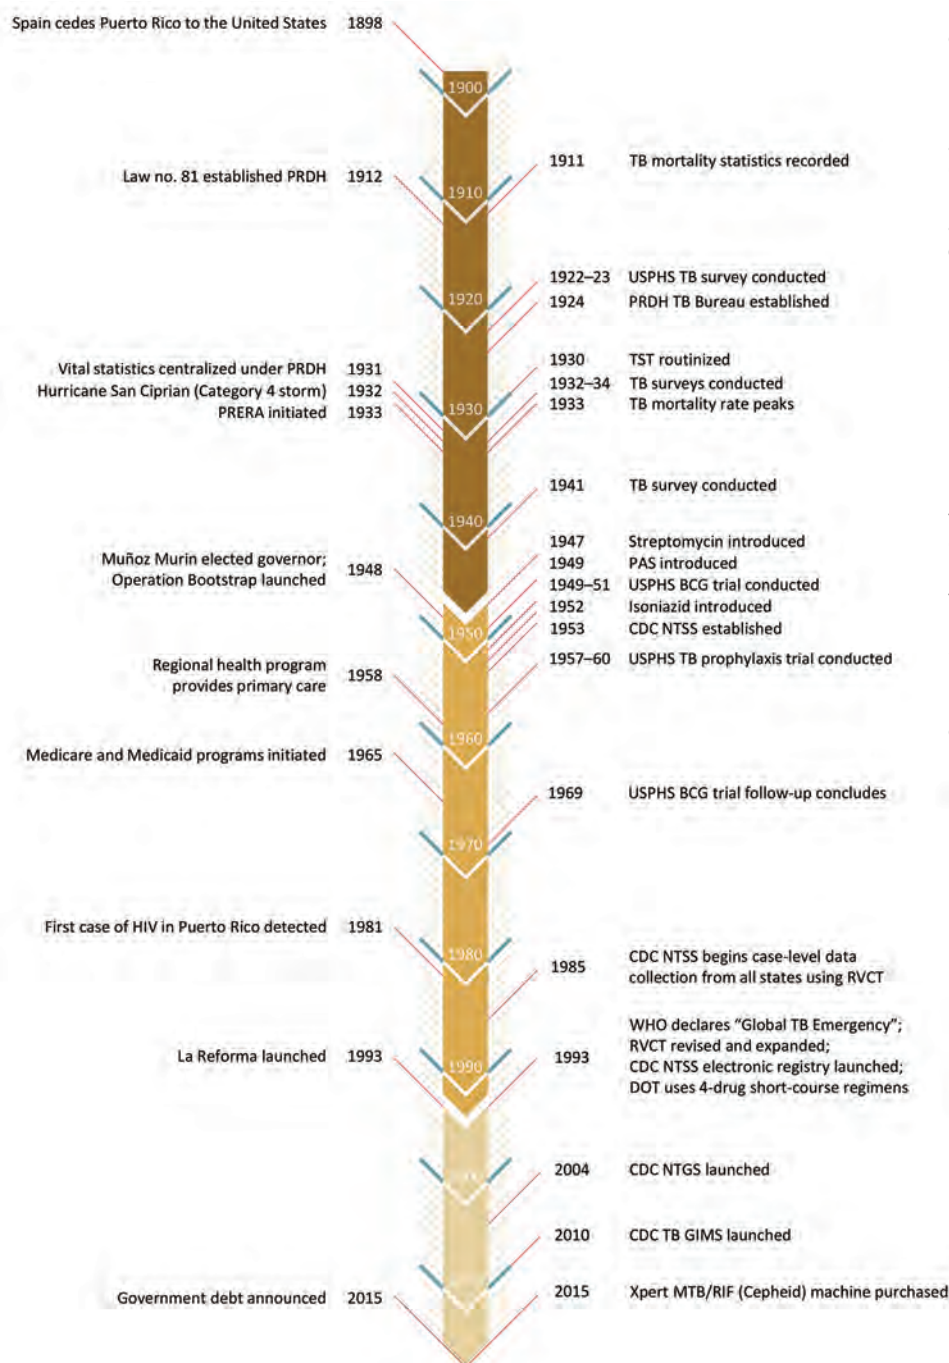 Spain cedes Puerto Rico to the United States 1898
1900
1911 TB mortality statistics recorded
Law no. 81 established PRDH 1912
1910
1922–23 USPHS TB survey conducted
1920
1924 PRDH TB Bureau established
1930 TST routinized
Vital statistics centralized under PRDH 1931
1932–34 TB surveys conducted
Hurricane San Ciprian (Category 4 storm) 1932
1933 TB mortality rate peaks
PRERA initiated 1933
1930
1941 TB survey conducted
1940
1947 Streptomycin introduced
Muñoz Murin elected governor;
Operation Bootstrap launched 1948
1949 PAS introduced
1949–51 USPHS BCG trial conducted
1952 Isoniazid introduced
1953 CDC NTSS established
1950
1957–60 USPHS TB prophylaxis trial conducted
Regional health program
provides primary care 1958
1960
Medicare and Medicaid programs initiated 1965
1969 USPHS BCG trial follow-up concludes
1970
First case of HIV in Puerto Rico detected 1981
1980
1985 CDC NTSS begins case-level data
collection from all states using RVCT
La Reforma launched 1993
1993 WHO declares “Global TB Emergency”;
RVCT revised and expanded;
CDC NTSS electronic registry launched;
DOT uses 4-drug short-course regimens
1990
2004 CDC NTGS launched
2010 CDC TB GIMS launched
Government debt announced 2015
2015 Xpert MTB/RIF (Cepheid) machine purchased